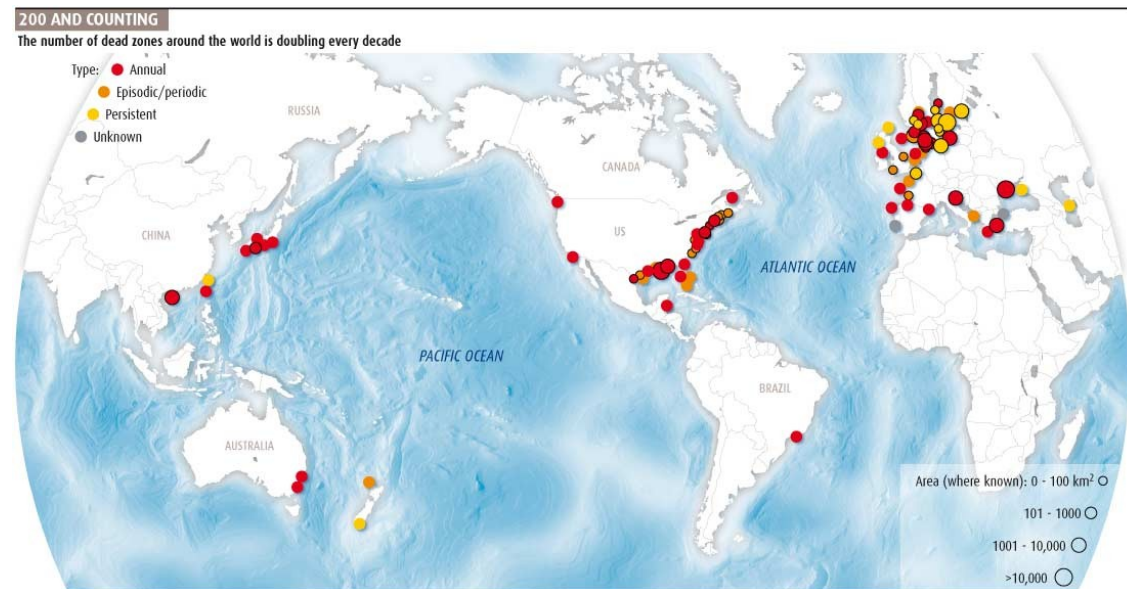 200 AND COUNTING
The number of dead zones around the world is doubling every decade
Type: Annual
Episodic/periodic
Persistent
Unknown
RUSSIA
CANADA
CHINA
US
ATLANTIC OCEAN
PACIFIC OCEAN
BRAZIL
AUSTRALIA
Area (where known): 0 - 100 km²
101 - 1000
1001 - 10,000
>10,000